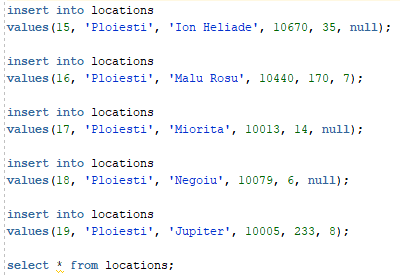 insert into locations
values(15, 'Ploiesti', 'Ion Heliade', 10670, 35, null);
insert into locations
values(16, 'Ploiesti', 'Malu Rosu', 10440, 170, 7);
insert into locations
values(17, 'Ploiesti', 'Miorita', 10013, 14, null);
insert into locations
values(18, 'Ploiesti', 'Negoiu', 10079, 6, null);
insert into locations
values(19, 'Ploiesti', 'Jupiter', 10005, 233, 8);
select * from locations;